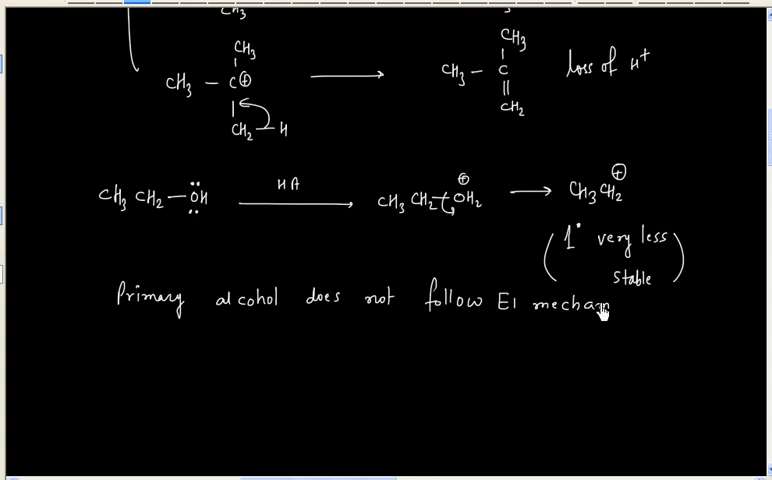 CH3
CH3
CH3 – C⊕ ⟶ CH3 – C loss of H+
CH3
CH2 – H
CH2
CH3 CH2 – ÖH HA ⟶ CH3 CH2 – ⊕OH2 ⟶ CH3CH2 ⊕
( 1° very less
stable )
Primary alcohol does not follow E1 mechan